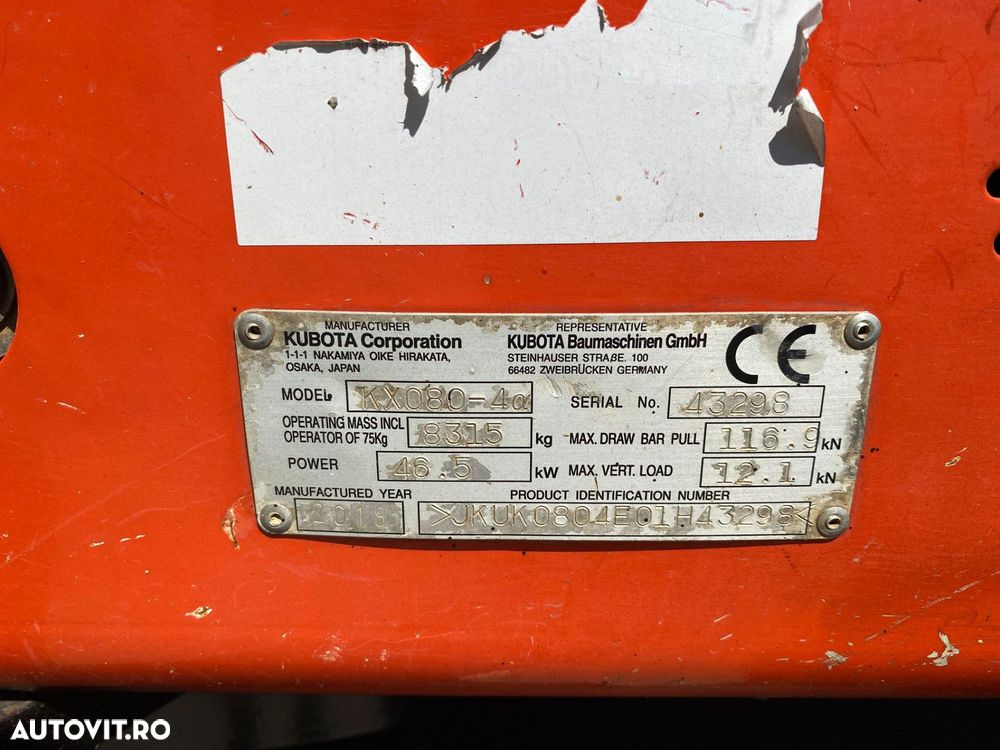 MANUFACTURER
KUBOTA Corporation
1-1-1 NAKAMIYA OIKE HIRAKATA,
OSAKA, JAPAN
REPRESENTATIVE
KUBOTA Baumaschinen GmbH
STEINHAUSER STRAßE. 100
66482 ZWEIBRÜCKEN GERMANY
CE
MODEL KX080-4α
SERIAL No. 43298
OPERATING MASS INCL
OPERATOR OF 75Kg 8315 kg
MAX. DRAW BAR PULL 116.9 kN
POWER 46.5 kW
MAX. VERT. LOAD 12.1 kN
MANUFACTURED YEAR
2018
PRODUCT IDENTIFICATION NUMBER
>JKUK0804E01H43298<
AUTOVIT.RO